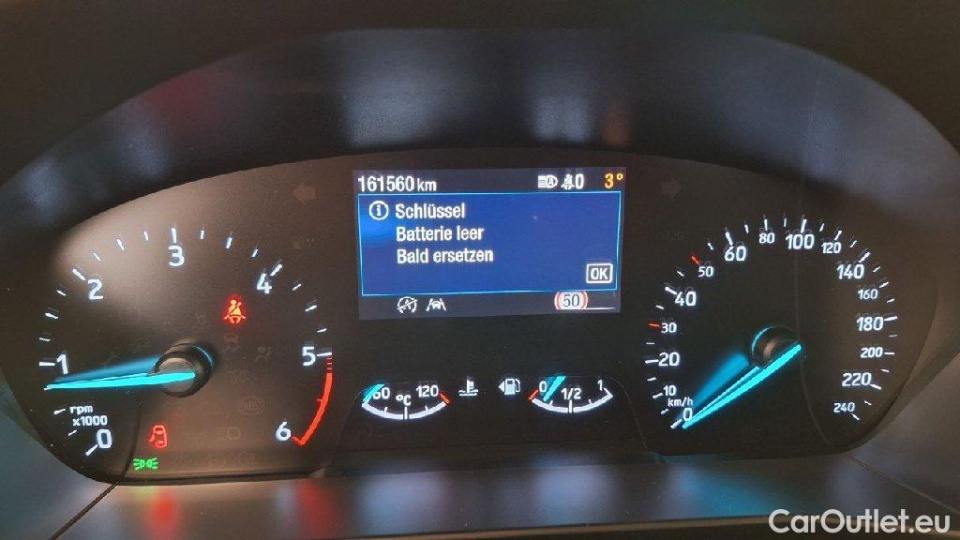 161560 km
0
3°
Schlüssel
Batterie leer
Bald ersetzen
OK
50
0
1
2
3
4
5
6
rpm
x1000
60 °C 120
0 1/2 1
0
10
20
30
40
50
60
80
100
120
140
160
180
200
220
240
km/h
CarOutlet.eu